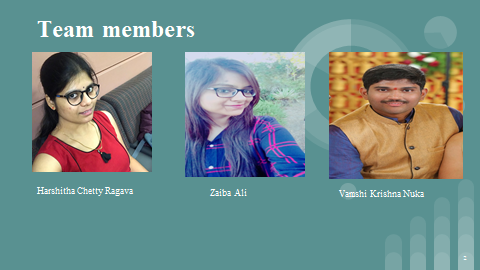 Team members
Harshitha Chetty Ragava
Zaiba Ali
Vamshi Krishna Nuka
2